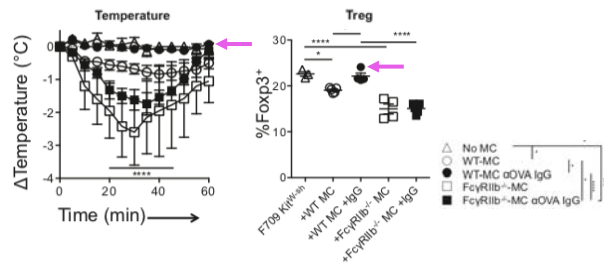 Temperature
ΔTemperature (°C)
0
-1
-2
-3
-4
****
0
20
40
60
Time (min)
Treg
%Foxp3+
30
20
10
0
****
*
****
F709 KitW-sh
+WT MC
+WT MC +IgG
+FcγRIIb-/- MC
+FcγRIIb-/- MC +IgG
No MC
WT-MC
WT-MC αOVA IgG
FcγRIIb-/-MC
FcγRIIb-/-MC αOVA IgG